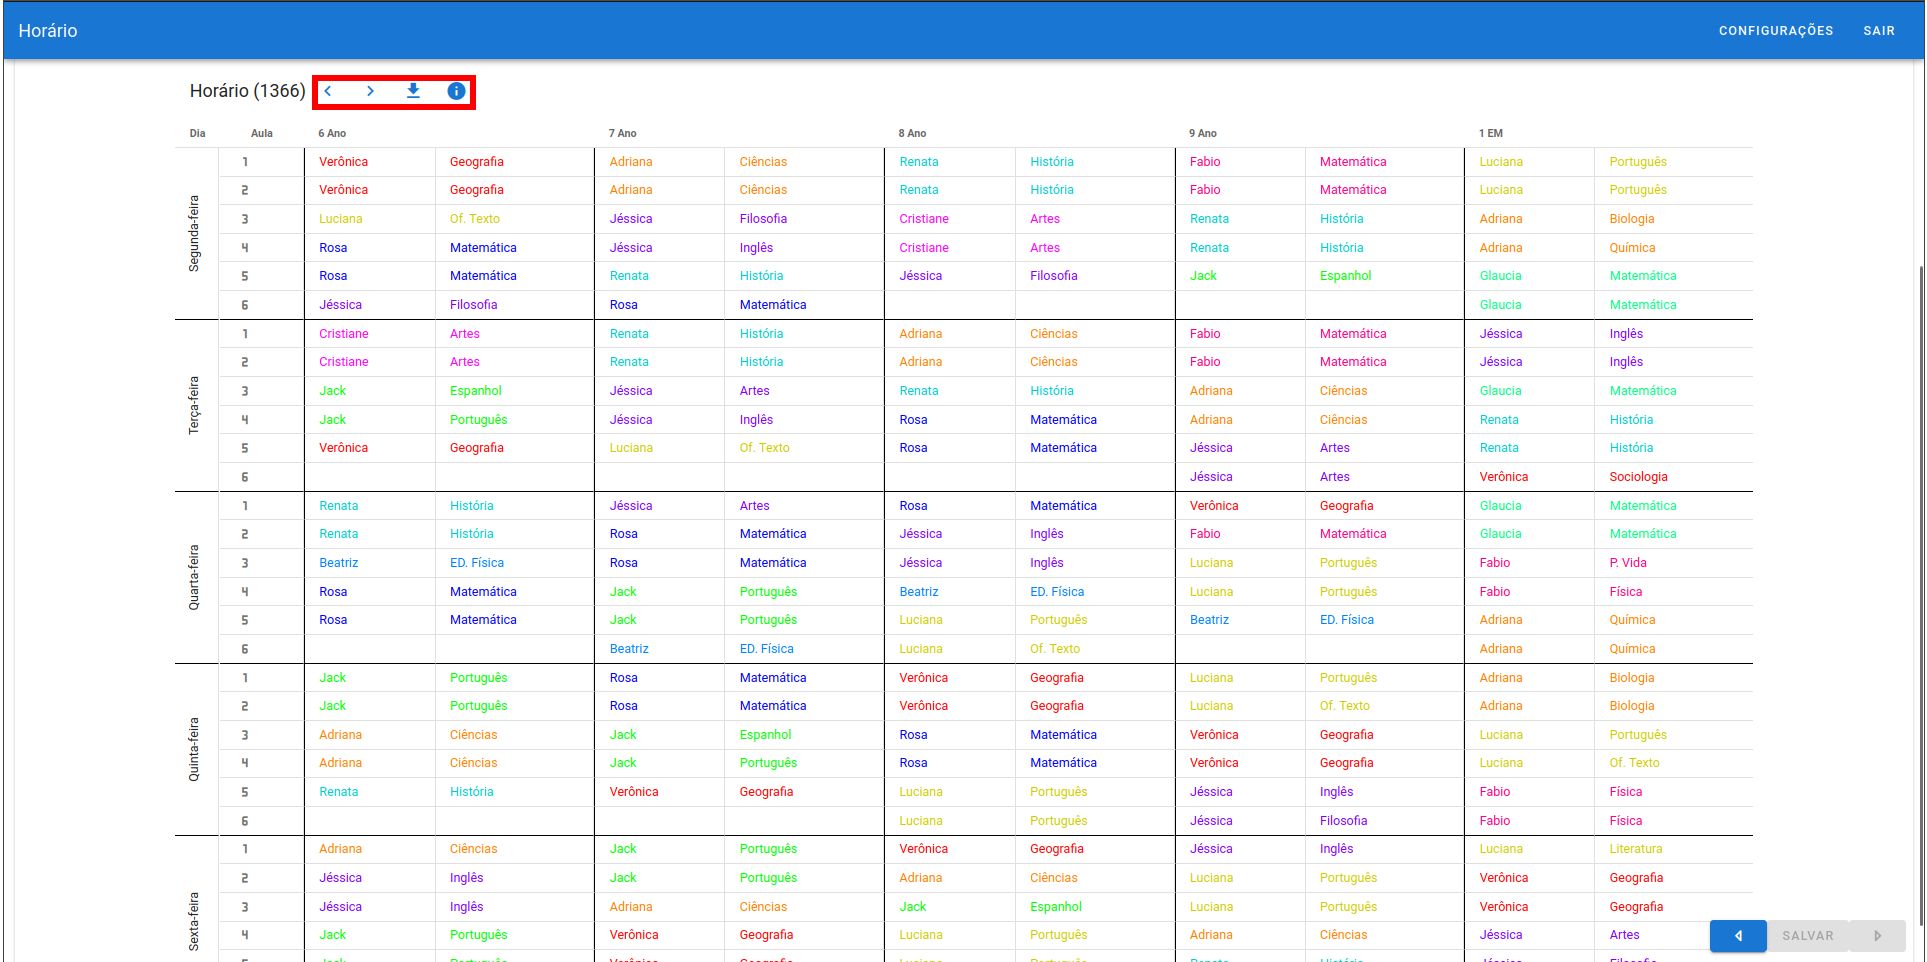 Horário CONFIGURAÇÕES SAIR
Horário (1366)
Dia Aula 6 Ano 7 Ano 8 Ano 9 Ano 1 EM
Segunda-feira
1 Verônica Geografia Adriana Ciências Renata História Fabio Matemática Luciana Português
2 Verônica Geografia Adriana Ciências Renata História Fabio Matemática Luciana Português
3 Luciana Of. Texto Jéssica Filosofia Cristiane Artes Renata História Adriana Biologia
4 Rosa Matemática Jéssica Inglês Cristiane Artes Renata História Adriana Química
5 Rosa Matemática Renata História Jéssica Filosofia Jack Espanhol Glaucia Matemática
6 Jéssica Filosofia Rosa Matemática Glaucia Matemática
Terça-feira
1 Cristiane Artes Renata História Adriana Ciências Fabio Matemática Jéssica Inglês
2 Cristiane Artes Renata História Adriana Ciências Fabio Matemática Jéssica Inglês
3 Jack Espanhol Jéssica Artes Renata História Adriana Ciências Glaucia Matemática
4 Jack Português Jéssica Inglês Rosa Matemática Adriana Ciências Renata História
5 Verônica Geografia Luciana Of. Texto Rosa Matemática Jéssica Artes Renata História
6 Jéssica Artes Verônica Sociologia
Quarta-feira
1 Renata História Jéssica Artes Rosa Matemática Verônica Geografia Glaucia Matemática
2 Renata História Rosa Matemática Jéssica Inglês Fabio Matemática Glaucia Matemática
3 Beatriz ED. Física Rosa Matemática Jéssica Inglês Luciana Português Fabio P. Vida
4 Rosa Matemática Jack Português Beatriz ED. Física Luciana Português Fabio Física
5 Rosa Matemática Jack Português Luciana Português Beatriz ED. Física Adriana Química
6 Beatriz ED. Física Luciana Of. Texto Adriana Química
Quinta-feira
1 Jack Português Rosa Matemática Verônica Geografia Luciana Português Adriana Biologia
2 Jack Português Rosa Matemática Verônica Geografia Luciana Of. Texto Adriana Biologia
3 Adriana Ciências Jack Espanhol Rosa Matemática Verônica Geografia Luciana Português
4 Adriana Ciências Jack Português Rosa Matemática Verônica Geografia Luciana Of. Texto
5 Renata História Verônica Geografia Luciana Português Jéssica Inglês Fabio Física
6 Luciana Português Jéssica Filosofia Fabio Física
Sexta-feira
1 Adriana Ciências Jack Português Verônica Geografia Jéssica Inglês Luciana Literatura
2 Jéssica Inglês Jack Português Adriana Ciências Luciana Português Verônica Geografia
3 Jéssica Inglês Adriana Ciências Jack Espanhol Luciana Português Verônica Geografia
4 Jack Português Verônica Geografia Luciana Português Adriana Ciências Jéssica Artes
SALVAR